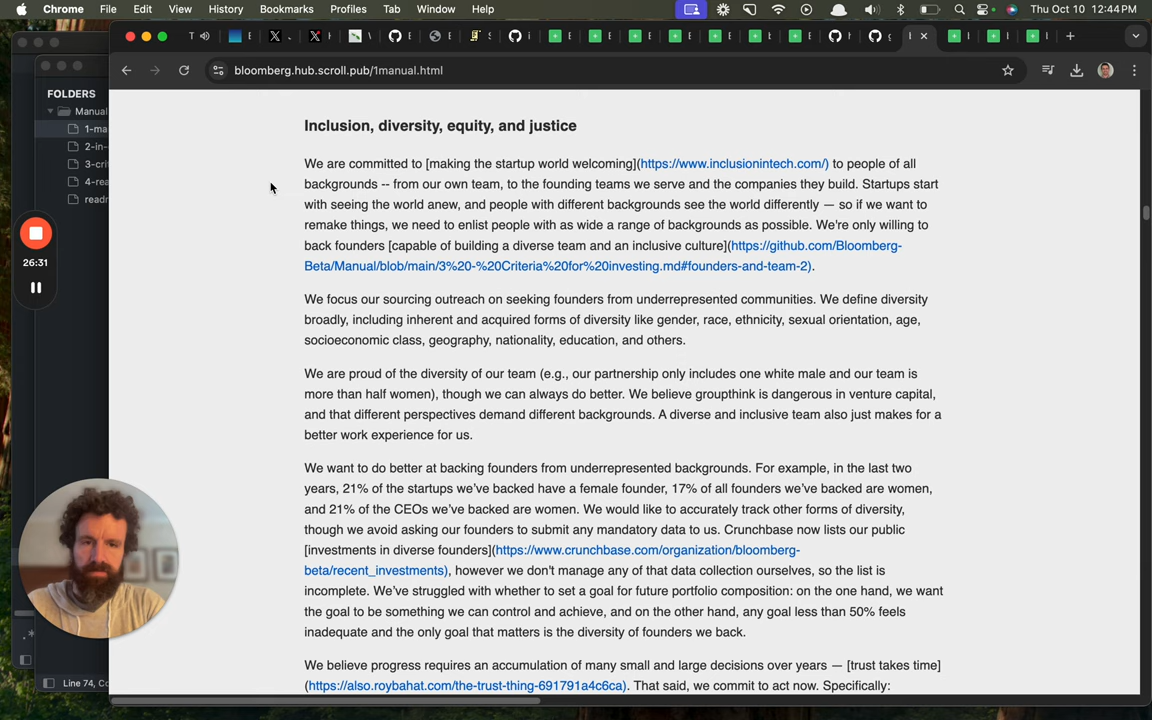 Chrome File Edit View History Bookmarks Profiles Tab Window Help Thu Oct 10 12:44 PM
bloomberg.hub.scroll.pub/1manual.html
FOLDERS
Manual
1-ma
2-in-
3-crit
4-rea
readm
26:31
Inclusion, diversity, equity, and justice
We are committed to [making the startup world welcoming](https://www.inclusionintech.com/) to people of all
backgrounds -- from our own team, to the founding teams we serve and the companies they build. Startups start
with seeing the world anew, and people with different backgrounds see the world differently — so if we want to
remake things, we need to enlist people with as wide a range of backgrounds as possible. We're only willing to
back founders [capable of building a diverse team and an inclusive culture](https://github.com/Bloomberg-
Beta/Manual/blob/main/3%20-%20Criteria%20for%20investing.md#founders-and-team-2).
We focus our sourcing outreach on seeking founders from underrepresented communities. We define diversity
broadly, including inherent and acquired forms of diversity like gender, race, ethnicity, sexual orientation, age,
socioeconomic class, geography, nationality, education, and others.
We are proud of the diversity of our team (e.g., our partnership only includes one white male and our team is
more than half women), though we can always do better. We believe groupthink is dangerous in venture capital,
and that different perspectives demand different backgrounds. A diverse and inclusive team also just makes for a
better work experience for us.
We want to do better at backing founders from underrepresented backgrounds. For example, in the last two
years, 21% of the startups we've backed have a female founder, 17% of all founders we've backed are women,
and 21% of the CEOs we've backed are women. We would like to accurately track other forms of diversity,
though we avoid asking our founders to submit any mandatory data to us. Crunchbase now lists our public
[investments in diverse founders](https://www.crunchbase.com/organization/bloomberg-
beta/recent_investments), however we don't manage any of that data collection ourselves, so the list is
incomplete. We've struggled with whether to set a goal for future portfolio composition: on the one hand, we want
the goal to be something we can control and achieve, and on the other hand, any goal less than 50% feels
inadequate and the only goal that matters is the diversity of founders we back.
We believe progress requires an accumulation of many small and large decisions over years — [trust takes time]
(https://also.roybahat.com/the-trust-thing-691791a4c6ca). That said, we commit to act now. Specifically:
Line 74, Co